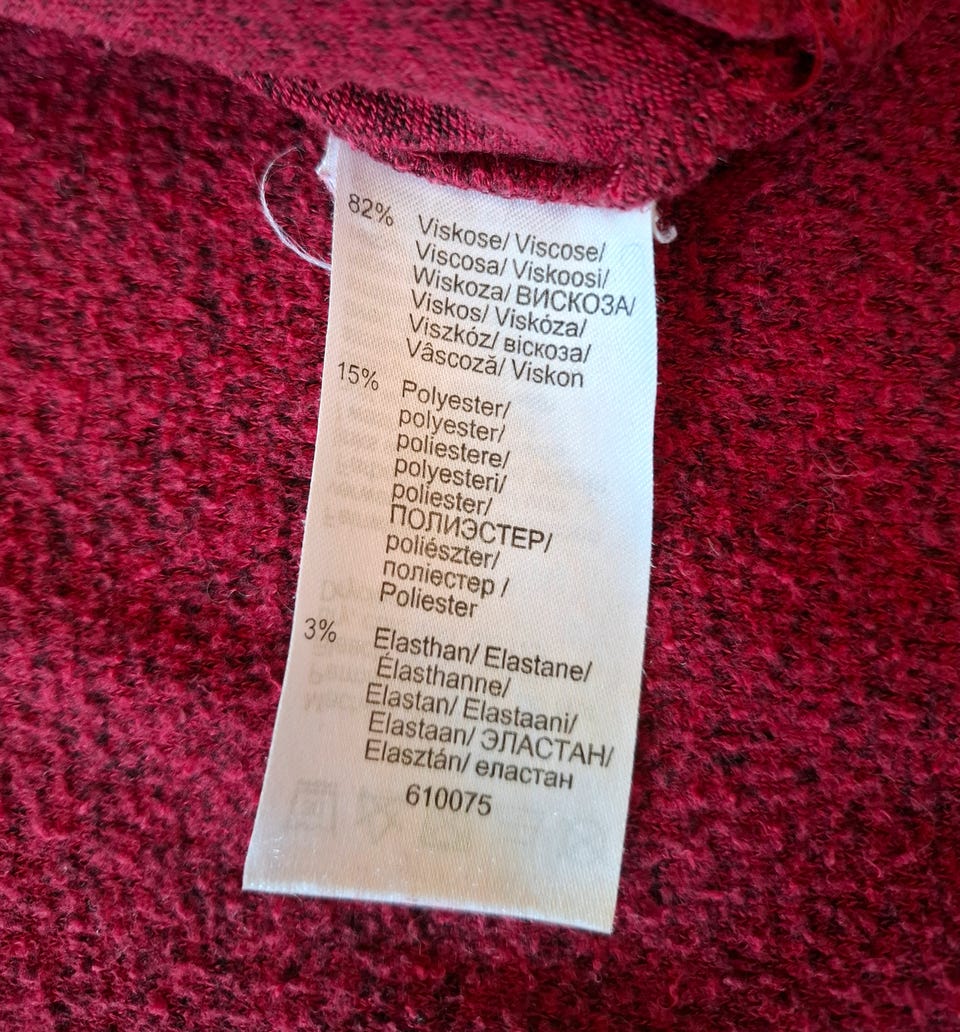 82% Viskose/ Viscose/
Viscosa/ Viskoosi/
Wiskoza/ ВИСКОЗА/
Viskos/ Viskóza/
Viszkóz/ віскоза/
Vâscozá/ Viskon
15% Polyester/
polyester/
poliestere/
polyesteri/
poliester/
ПОЛИЭСТЕР/
poliészter/
поліестер /
Poliester
3% Elasthan/ Elastane/
Élasthanne/
Elastan/ Elastaani/
Elastaan/ ЭЛАСТАН/
Elasztán/ еластан
610075